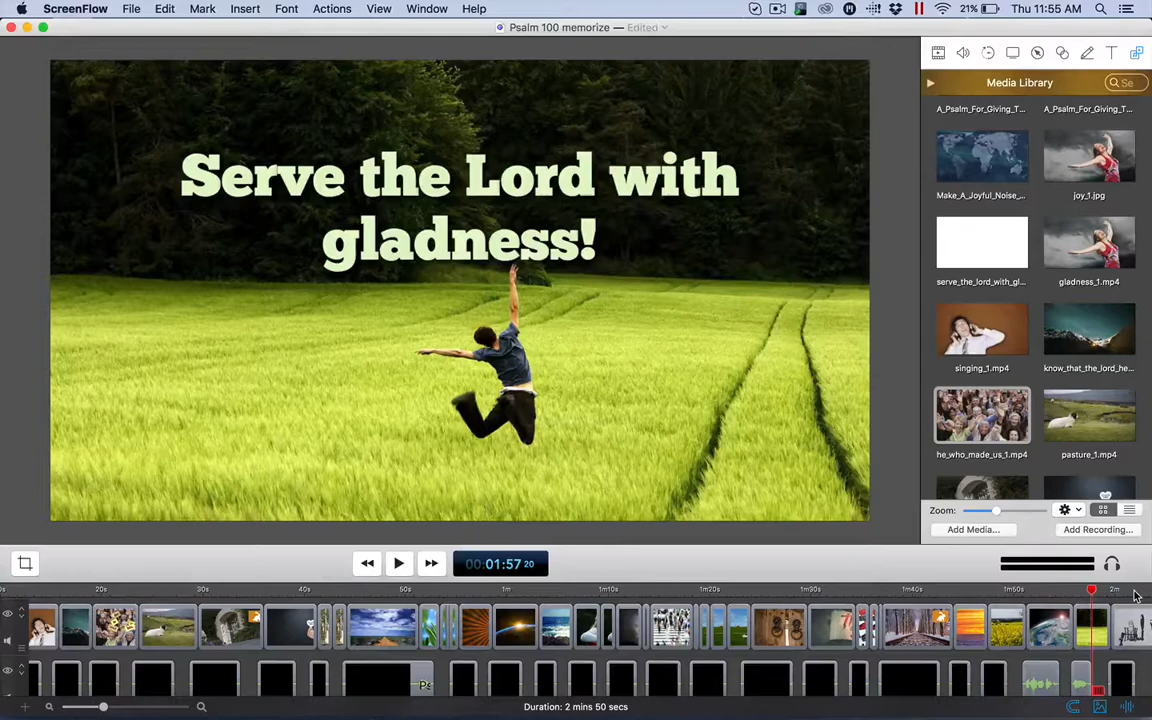 ScreenFlow File Edit Mark Insert Font Actions View Window Help 21% Thu 11:55 AM
Psalm 100 memorize — Edited
Serve the Lord with
gladness!
Media Library
Se
A_Psalm_For_Giving_T...
A_Psalm_For_Giving_T...
Make_A_Joyful_Noise_...
joy_1.jpg
serve_the_lord_with_gl...
gladness_1.mp4
singing_1.mp4
know_that_the_lord_he...
he_who_made_us_1.mp4
pasture_1.mp4
Zoom:
Add Media...
Add Recording...
00:01:57 20
20s 30s 40s 50s 1m 1m10s 1m20s 1m30s 1m40s 1m50s 2m
Ps
Duration: 2 mins 50 secs